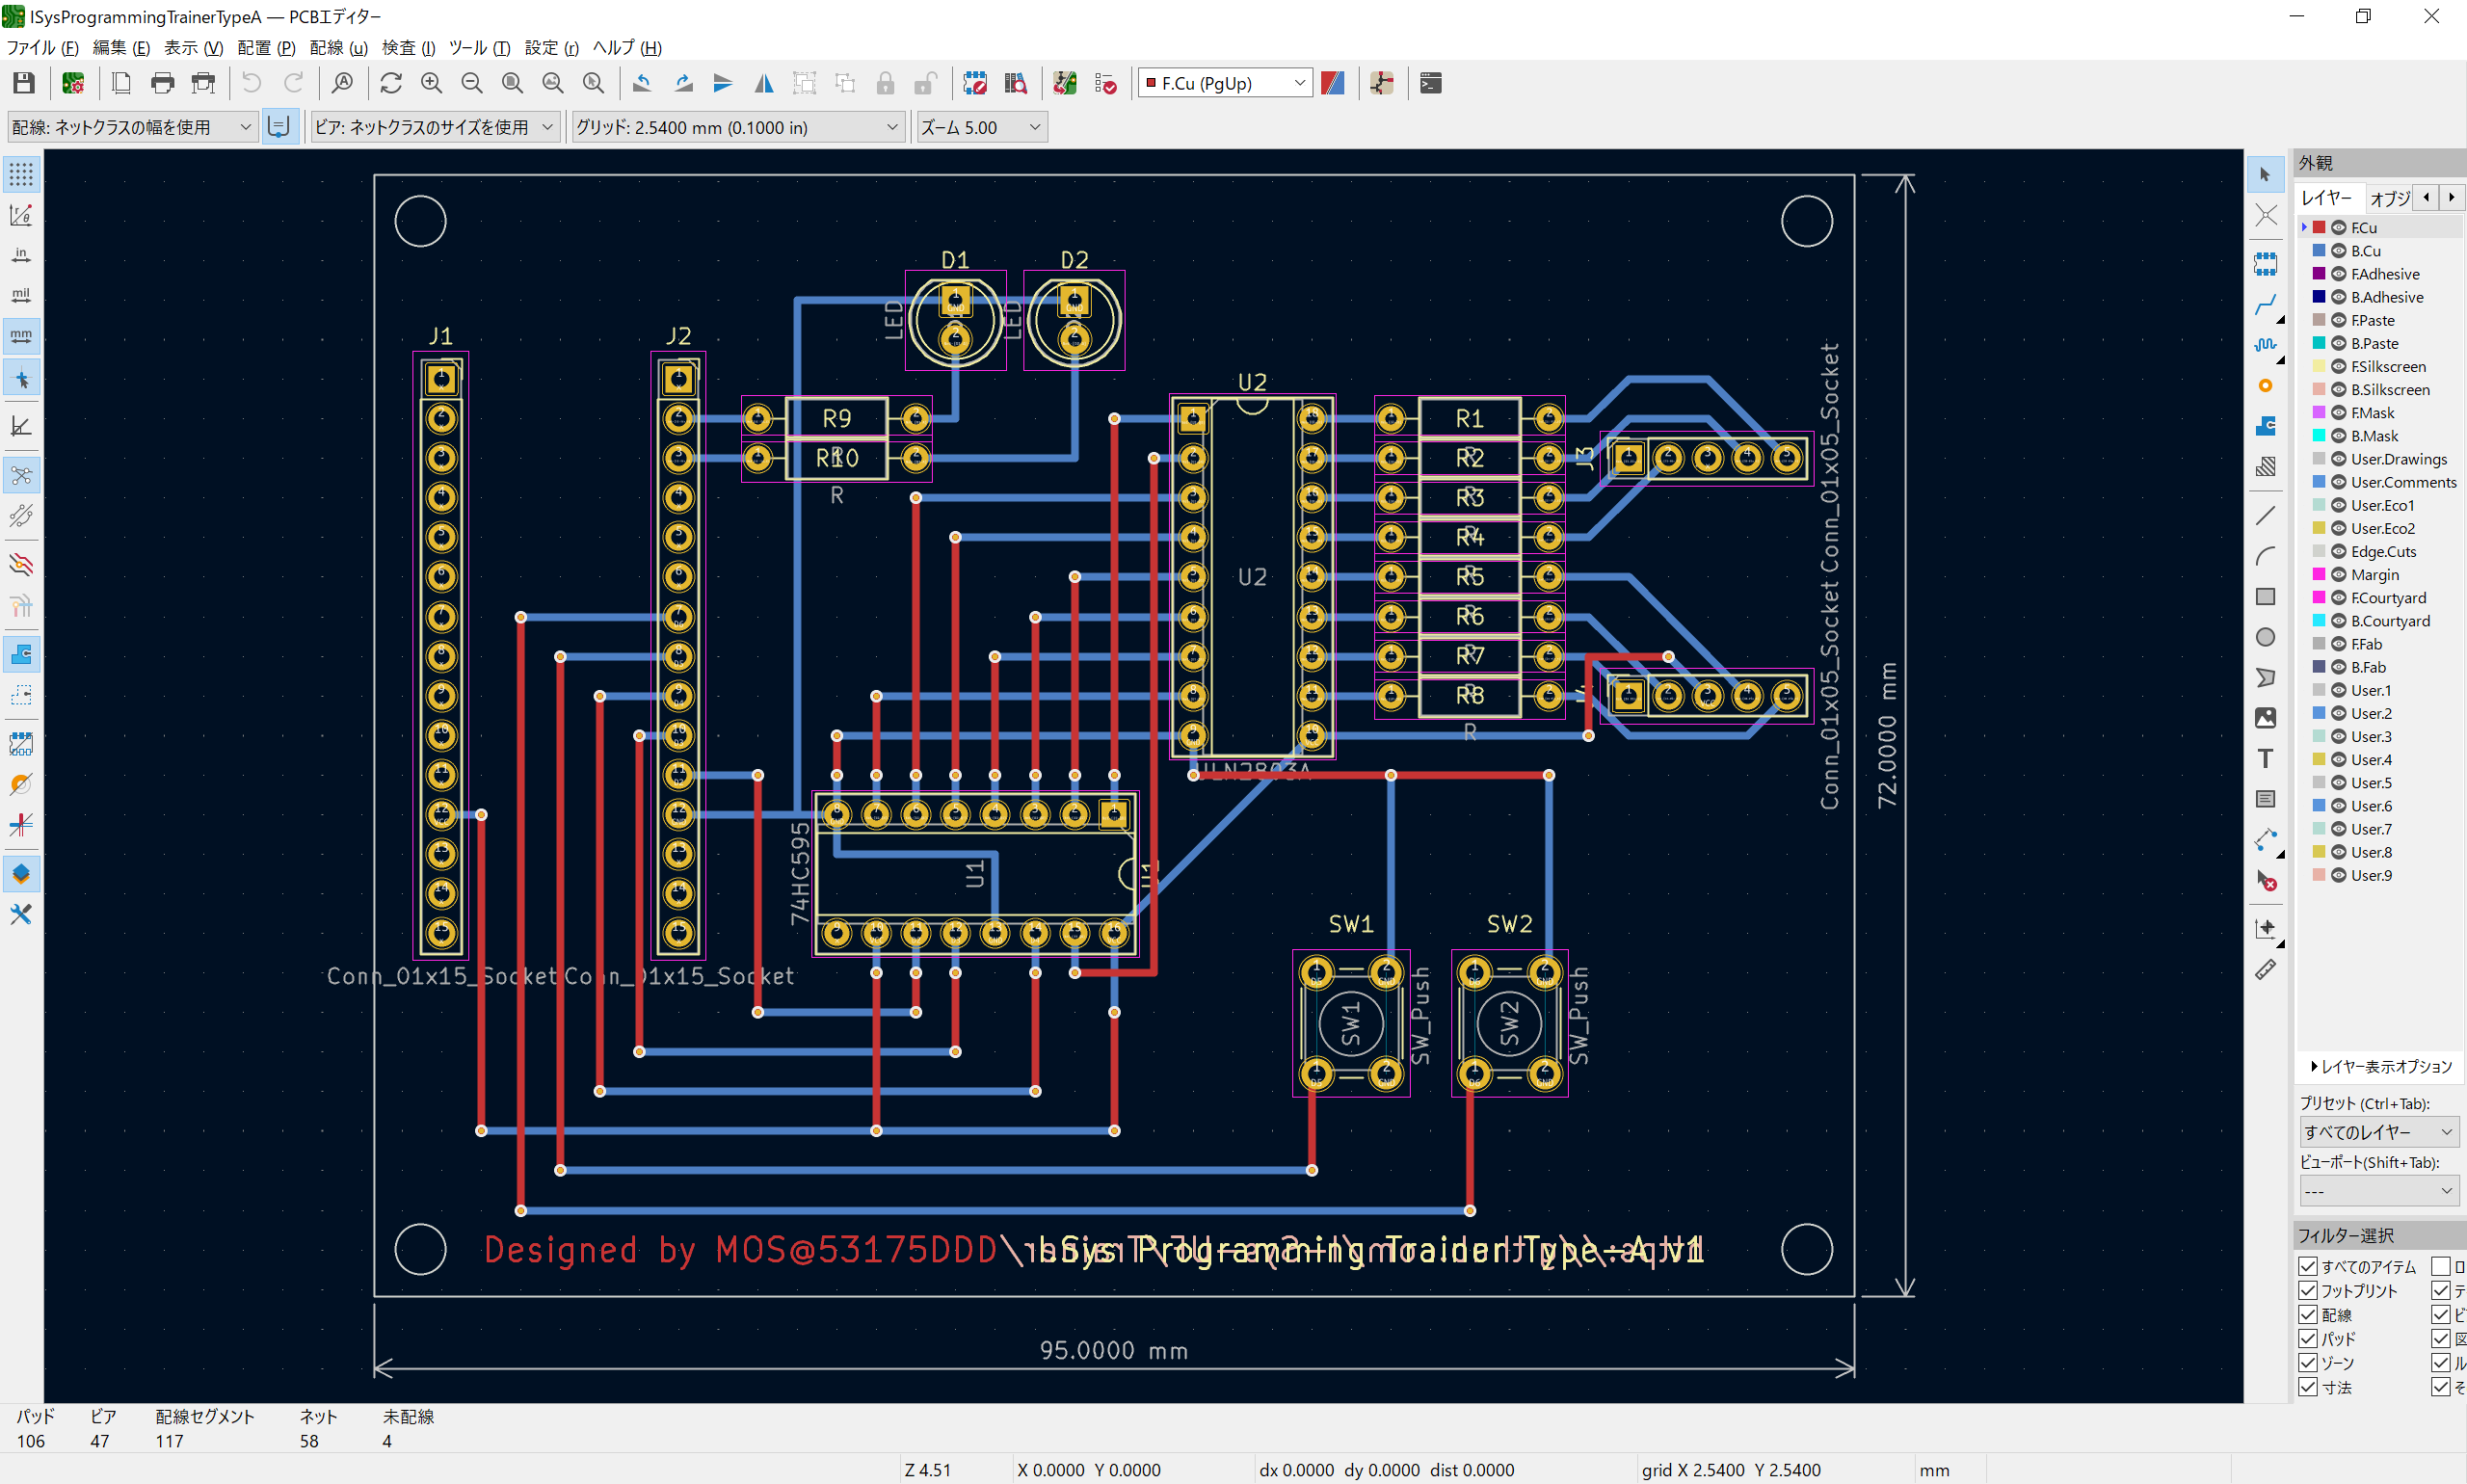 ISysProgrammingTrainerTypeA — PCBエディター
ファイル (F) 編集 (E) 表示 (V) 配置 (P) 配線 (u) 検査 (I) ツール (T) 設定 (r) ヘルプ (H)
F.Cu (PgUp)
配線: ネットクラスの幅を使用 ビア: ネットクラスのサイズを使用 グリッド: 2.5400 mm (0.1000 in) ズーム 5.00
in
mil
mm
D1 D2
LED LED
J1 J2
U2
R9
R10
R
R1
R2
R3
R4
R5
R6
R7
R8
R
J3
U2
ULN2803A
Conn_01x05_Socket Conn_01x05_Socket
72.0000 mm
74HC595
U1
U1
Conn_01x15_Socket Conn_01x15_Socket
SW1 SW2
SW1 SW2
SW_Push SW_Push
Designed by MOS@53175DDD
ISys Programming Trainer Type-A v1
95.0000 mm
外観
レイヤー オブジ
F.Cu
B.Cu
F.Adhesive
B.Adhesive
F.Paste
B.Paste
F.Silkscreen
B.Silkscreen
F.Mask
B.Mask
User.Drawings
User.Comments
User.Eco1
User.Eco2
Edge.Cuts
Margin
F.Courtyard
B.Courtyard
F.Fab
B.Fab
User.1
User.2
User.3
User.4
User.5
User.6
User.7
User.8
User.9
レイヤー表示オプション
プリセット (Ctrl+Tab):
すべてのレイヤー
ビューポート(Shift+Tab):
---
フィルター選択
すべてのアイテム ロ
フットプリント テ
配線 ビ
パッド 図
ゾーン ル
寸法 そ
パッド ビア 配線セグメント ネット 未配線
106 47 117 58 4
Z 4.51 X 0.0000 Y 0.0000 dx 0.0000 dy 0.0000 dist 0.0000 grid X 2.5400 Y 2.5400 mm